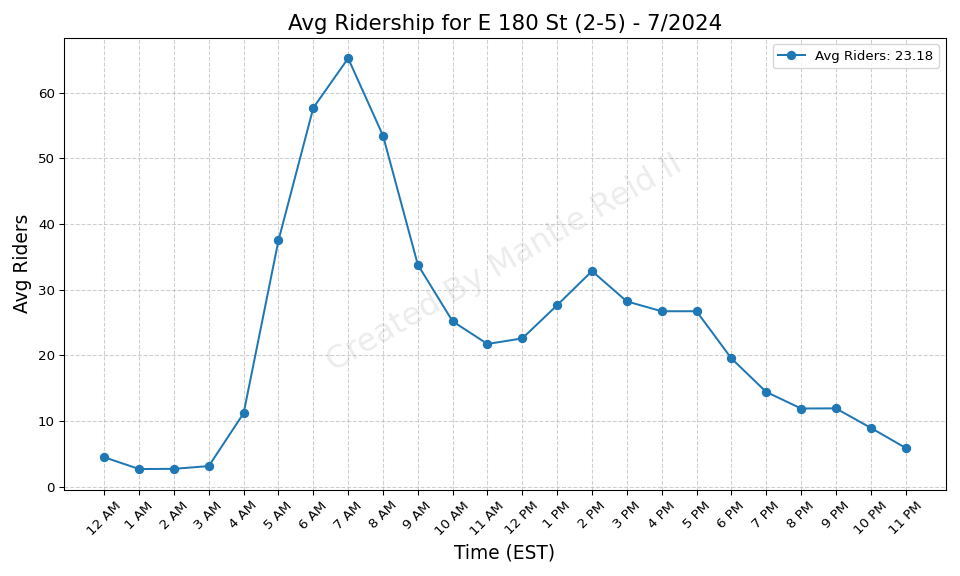 Avg Ridership for E 180 St (2-5) - 7/2024
Avg Riders: 23.18
Avg Riders
60
50
40
30
20
10
0
Created By Mantie Reid II
12 AM
1 AM
2 AM
3 AM
4 AM
5 AM
6 AM
7 AM
8 AM
9 AM
10 AM
11 AM
12 PM
1 PM
2 PM
3 PM
4 PM
5 PM
6 PM
7 PM
8 PM
9 PM
10 PM
11 PM
Time (EST)